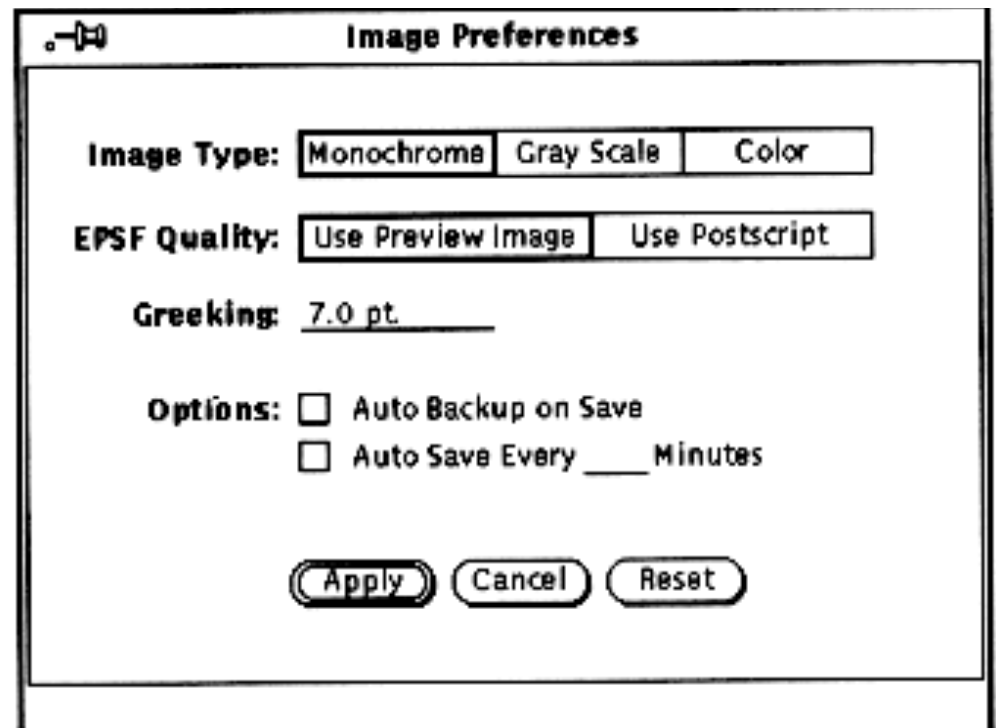 Image Preferences
Image Type: Monochrome Gray Scale Color
EPSF Quality: Use Preview Image Use Postscript
Greeking: 7.0 pt.
Options: Auto Backup on Save
Auto Save Every ____ Minutes
Apply Cancel Reset